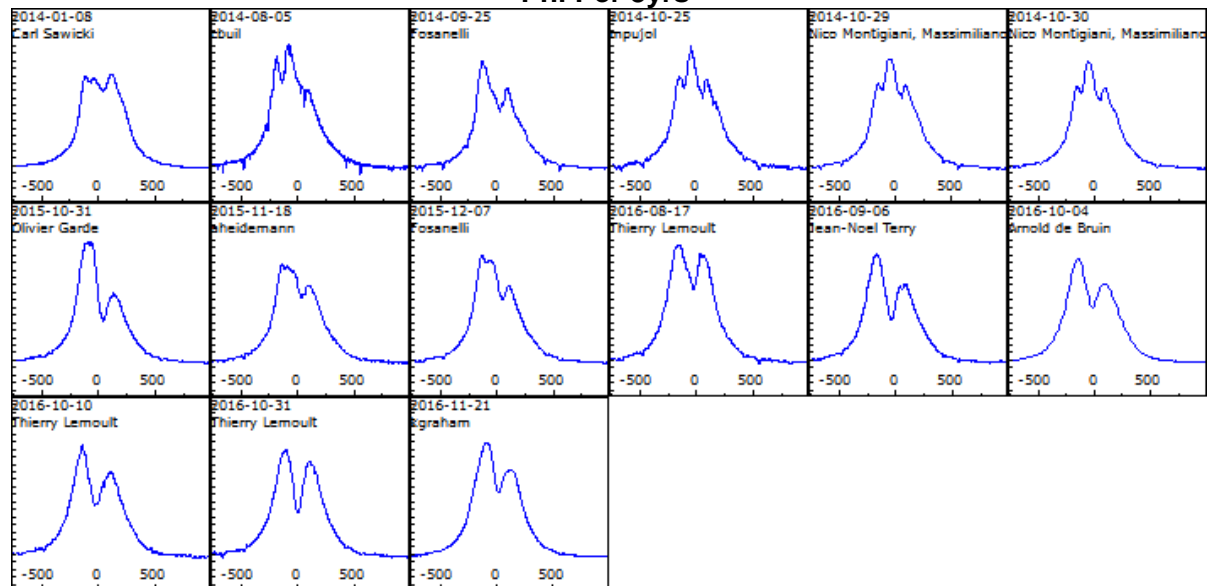 2014-01-08
Carl Sawicki
-500 0 500
2014-08-05
cbuil
-500 0 500
2014-09-25
Fosanelli
-500 0 500
2014-10-25
mpujol
-500 0 500
2014-10-29
Nico Montigiani, Massimiliano
-500 0 500
2014-10-30
Nico Montigiani, Massimiliano
-500 0 500
2015-10-31
Olivier Garde
-500 0 500
2015-11-18
aheidemann
-500 0 500
2015-12-07
Fosanelli
-500 0 500
2016-08-17
Thierry Lemoult
-500 0 500
2016-09-06
Jean-Noel Terry
-500 0 500
2016-10-04
Arnold de Bruin
-500 0 500
2016-10-10
Thierry Lemoult
-500 0 500
2016-10-31
Thierry Lemoult
-500 0 500
2016-11-21
kgraham
-500 0 500